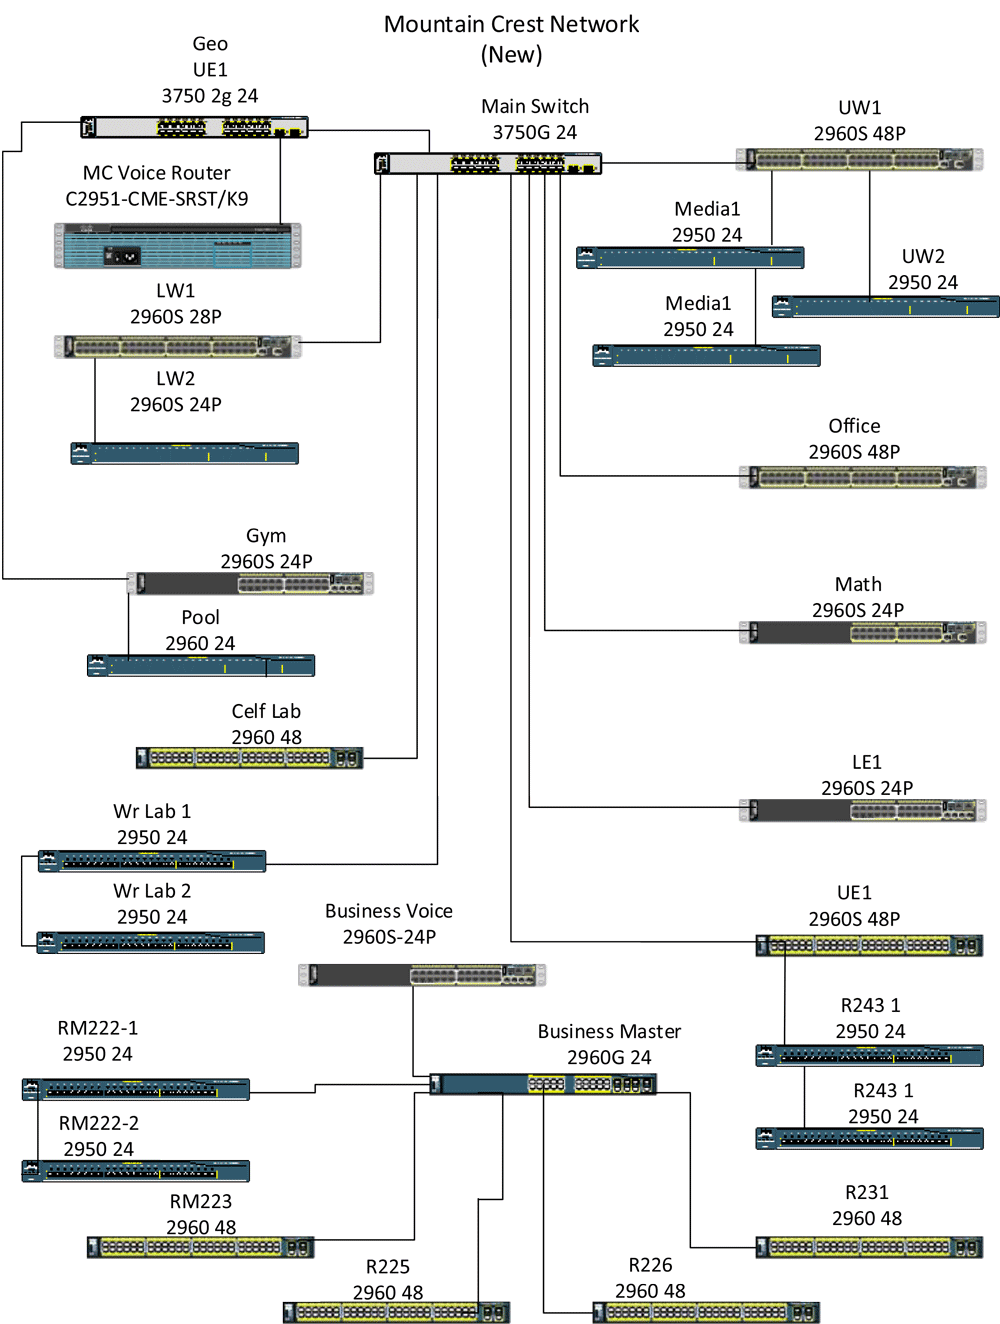 Mountain Crest Network
(New)
Geo
UE1
3750 2g 24
Main Switch
3750G 24
UW1
2960S 48P
MC Voice Router
C2951-CME-SRST/K9
Media1
2950 24
UW2
2950 24
LW1
2960S 28P
Media1
2950 24
LW2
2960S 24P
Office
2960S 48P
Gym
2960S 24P
Math
2960S 24P
Pool
2960 24
Celf Lab
2960 48
LE1
2960S 24P
Wr Lab 1
2950 24
Wr Lab 2
2950 24
Business Voice
2960S-24P
UE1
2960S 48P
RM222-1
2950 24
Business Master
2960G 24
R243 1
2950 24
RM222-2
2950 24
R243 1
2950 24
RM223
2960 48
R231
2960 48
R225
2960 48
R226
2960 48